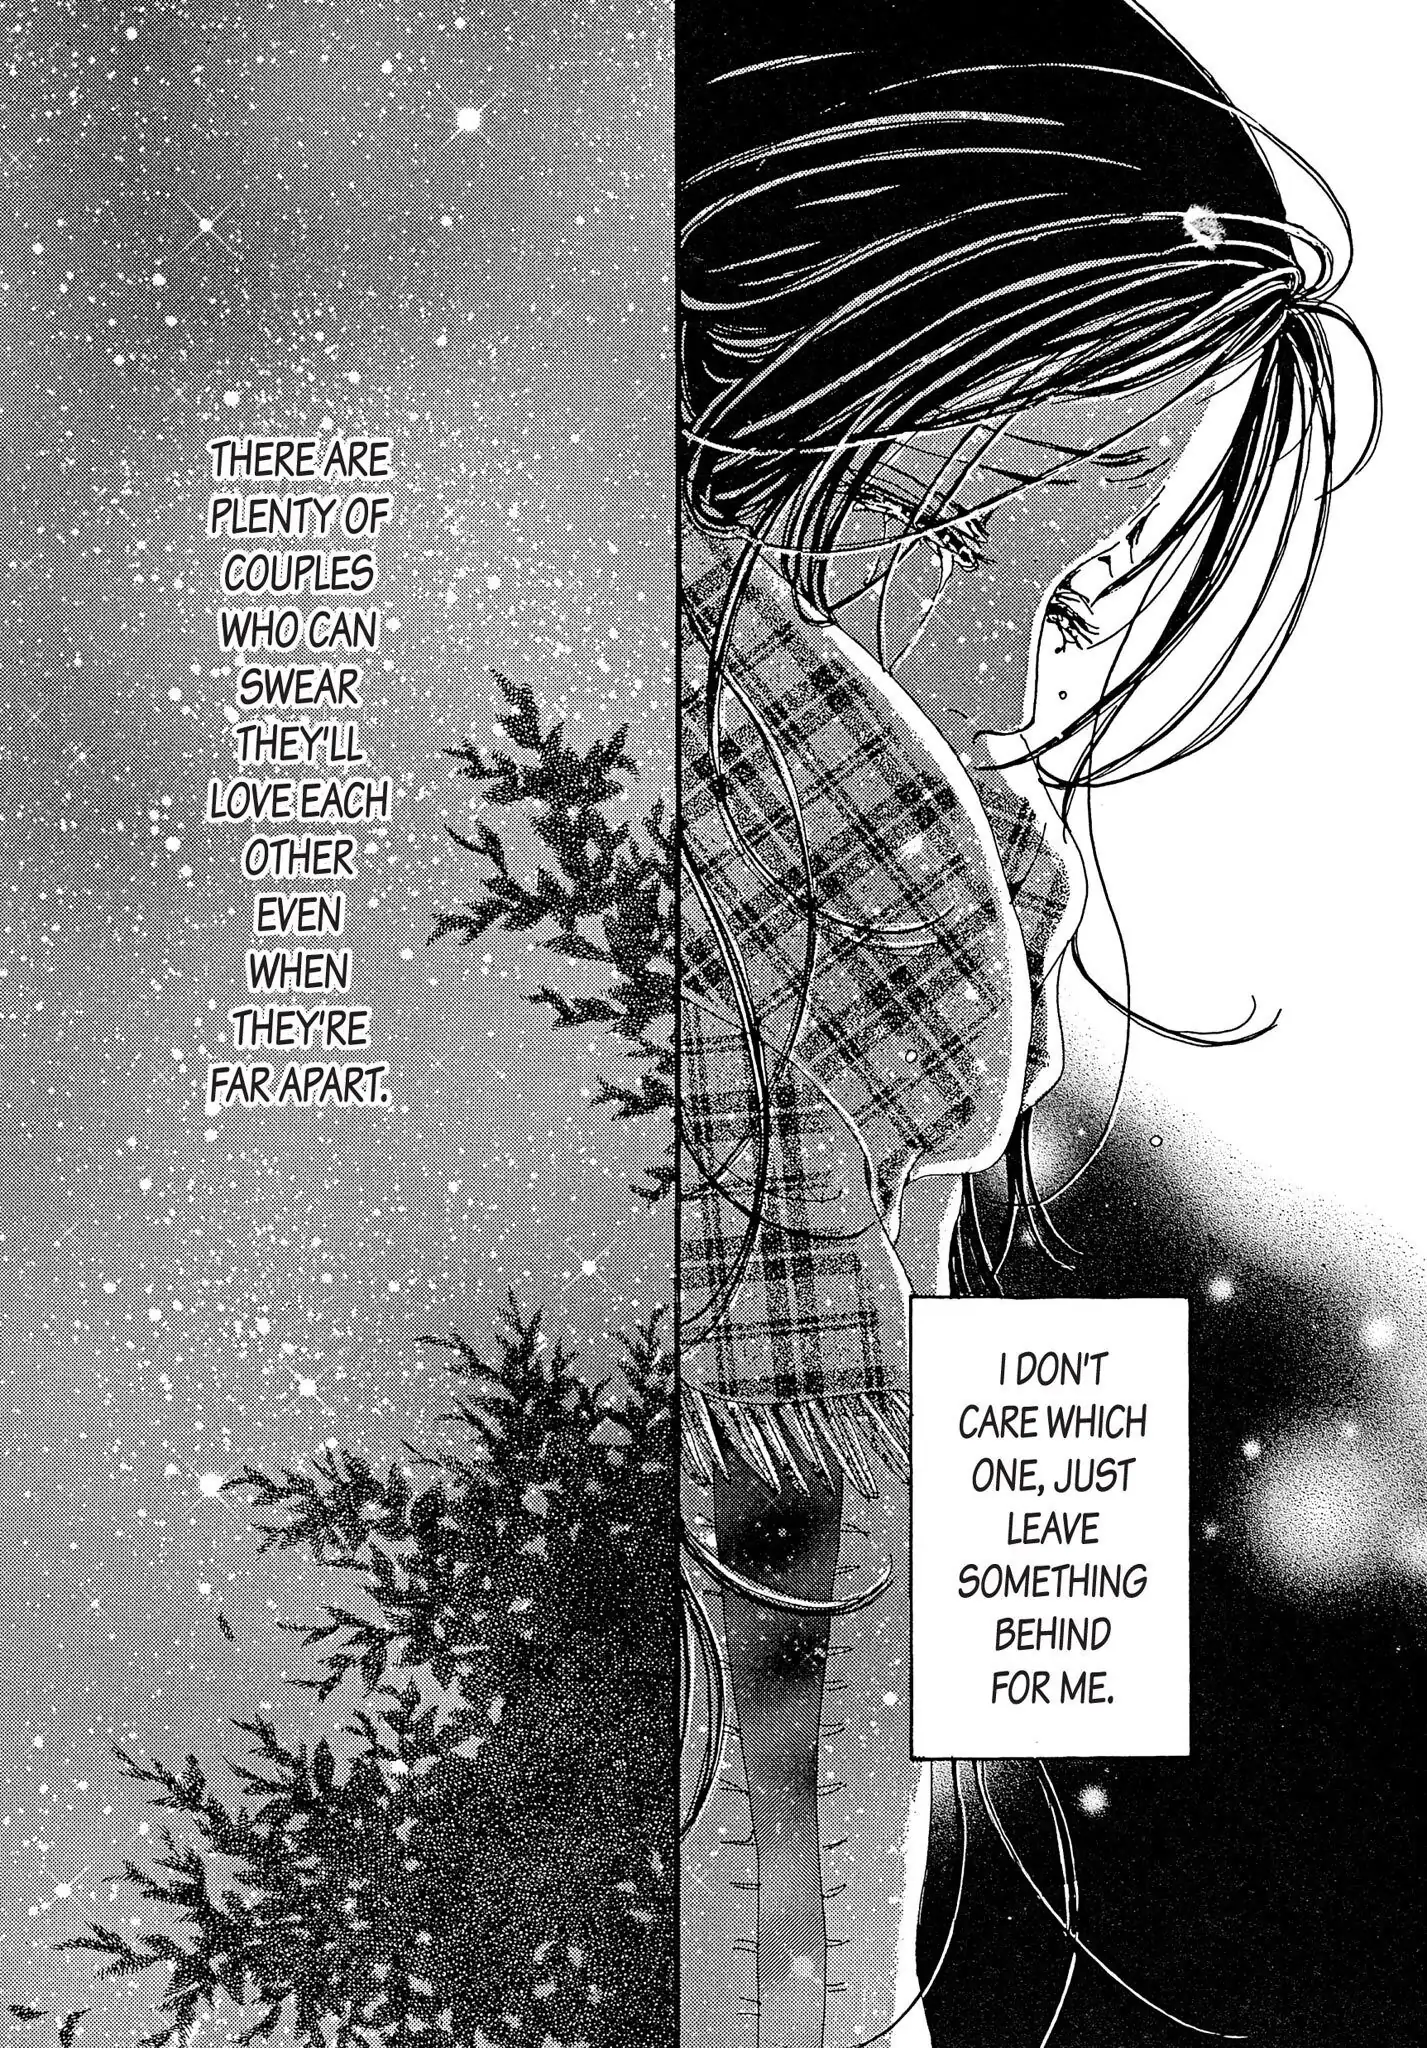 I DON'T
CARE WHICH
ONE, JUST
LEAVE
SOMETHING
BEHIND
FOR ME.
THERE ARE
PLENTY OF
COUPLES
WHO CAN
SWEAR
THEY'LL
LOVE EACH
OTHER
EVEN
WHEN
THEY'RE
FAR APART.